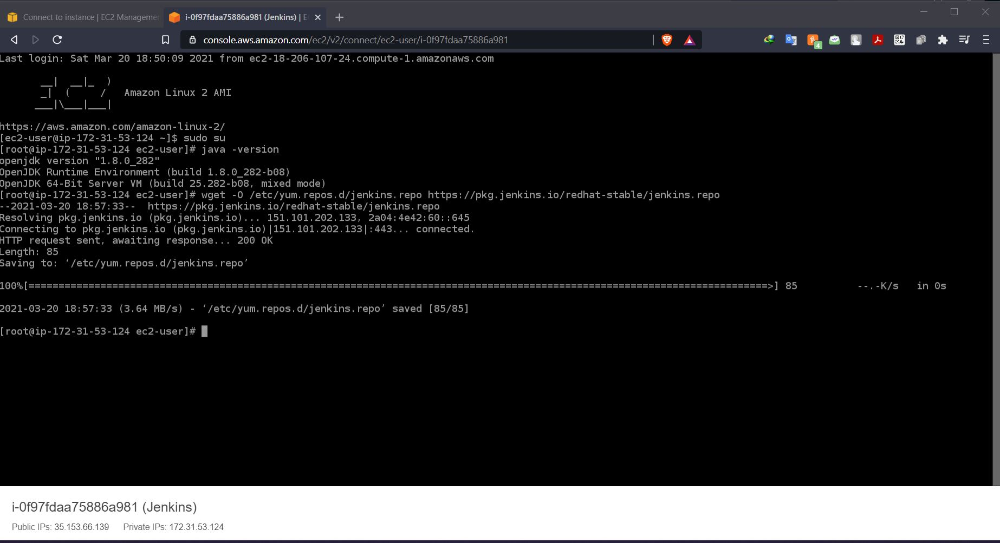 Connect to instance | EC2 Managemen
i-0f97fdaa75886a981 (Jenkins) | E
console.aws.amazon.com/ec2/v2/connect/ec2-user/i-0f97fdaa75886a981
4
Last login: Sat Mar 20 18:50:09 2021 from ec2-18-206-107-24.compute-1.amazonaws.com
       __|  __|_  )
       _|  (     /   Amazon Linux 2 AMI
      ___|\___|___|
https://aws.amazon.com/amazon-linux-2/
[ec2-user@ip-172-31-53-124 ~]$ sudo su
[root@ip-172-31-53-124 ec2-user]# java -version
openjdk version "1.8.0_282"
OpenJDK Runtime Environment (build 1.8.0_282-b08)
OpenJDK 64-Bit Server VM (build 25.282-b08, mixed mode)
[root@ip-172-31-53-124 ec2-user]# wget -O /etc/yum.repos.d/jenkins.repo https://pkg.jenkins.io/redhat-stable/jenkins.repo
--2021-03-20 18:57:33--  https://pkg.jenkins.io/redhat-stable/jenkins.repo
Resolving pkg.jenkins.io (pkg.jenkins.io)... 151.101.202.133, 2a04:4e42:60::645
Connecting to pkg.jenkins.io (pkg.jenkins.io)|151.101.202.133|:443... connected.
HTTP request sent, awaiting response... 200 OK
Length: 85
Saving to: ‘/etc/yum.repos.d/jenkins.repo’
100%[============================================================================================================================>] 85          --.-K/s   in 0s
2021-03-20 18:57:33 (3.64 MB/s) - ‘/etc/yum.repos.d/jenkins.repo’ saved [85/85]
[root@ip-172-31-53-124 ec2-user]#
i-0f97fdaa75886a981 (Jenkins)
Public IPs: 35.153.66.139 Private IPs: 172.31.53.124